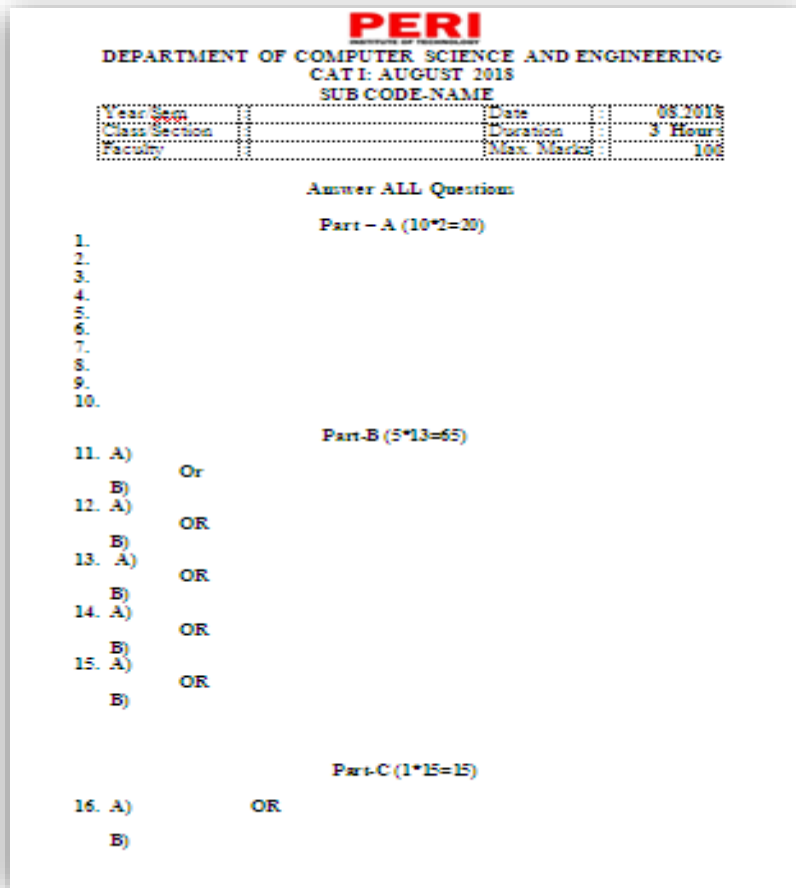 PERI
INSTITUTE OF TECHNOLOGY
DEPARTMENT OF COMPUTER SCIENCE AND ENGINEERING
CAT I: AUGUST 2018
SUB CODE-NAME
Year/Sem : Date : 08.2018
Class/Section : Duration : 3 Hours
Faculty : Max. Marks : 100
Answer ALL Questions
Part – A (10*2=20)
1.
2.
3.
4.
5.
6.
7.
8.
9.
10.
Part-B (5*13=65)
11. A)
Or
B)
12. A)
OR
B)
13. A)
OR
B)
14. A)
OR
B)
15. A)
OR
B)
Part-C (1*15=15)
16. A) OR
B)